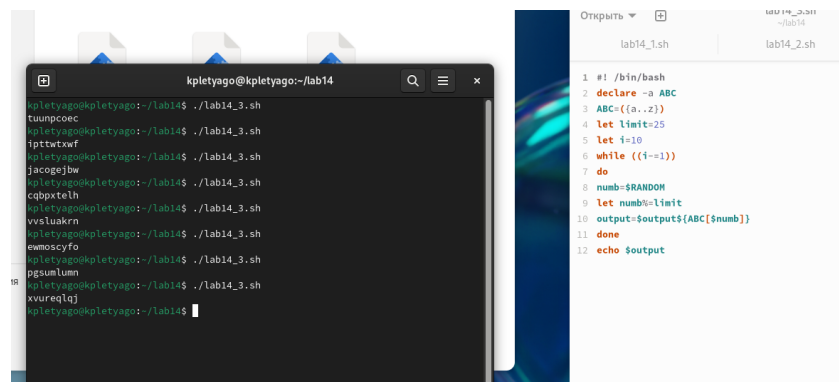 kpletyago@kpletyago:~/lab14
kpletyago@kpletyago:~/lab14$ ./lab14_3.sh
tuunpcoec
kpletyago@kpletyago:~/lab14$ ./lab14_3.sh
ipttwtxwf
kpletyago@kpletyago:~/lab14$ ./lab14_3.sh
jacogejbw
kpletyago@kpletyago:~/lab14$ ./lab14_3.sh
cqbpxtelh
kpletyago@kpletyago:~/lab14$ ./lab14_3.sh
vvsluakrn
kpletyago@kpletyago:~/lab14$ ./lab14_3.sh
ewmoscyfo
kpletyago@kpletyago:~/lab14$ ./lab14_3.sh
pgsumlumn
kpletyago@kpletyago:~/lab14$ ./lab14_3.sh
xvureqlqj
kpletyago@kpletyago:~/lab14$
ия
Открыть
lab14_3.sh
~/lab14
lab14_1.sh
lab14_2.sh
1 #! /bin/bash
2 declare -a ABC
3 ABC=({a..z})
4 let limit=25
5 let i=10
6 while ((i-=1))
7 do
8 numb=$RANDOM
9 let numb%=limit
10 output=$output${ABC[$numb]}
11 done
12 echo $output